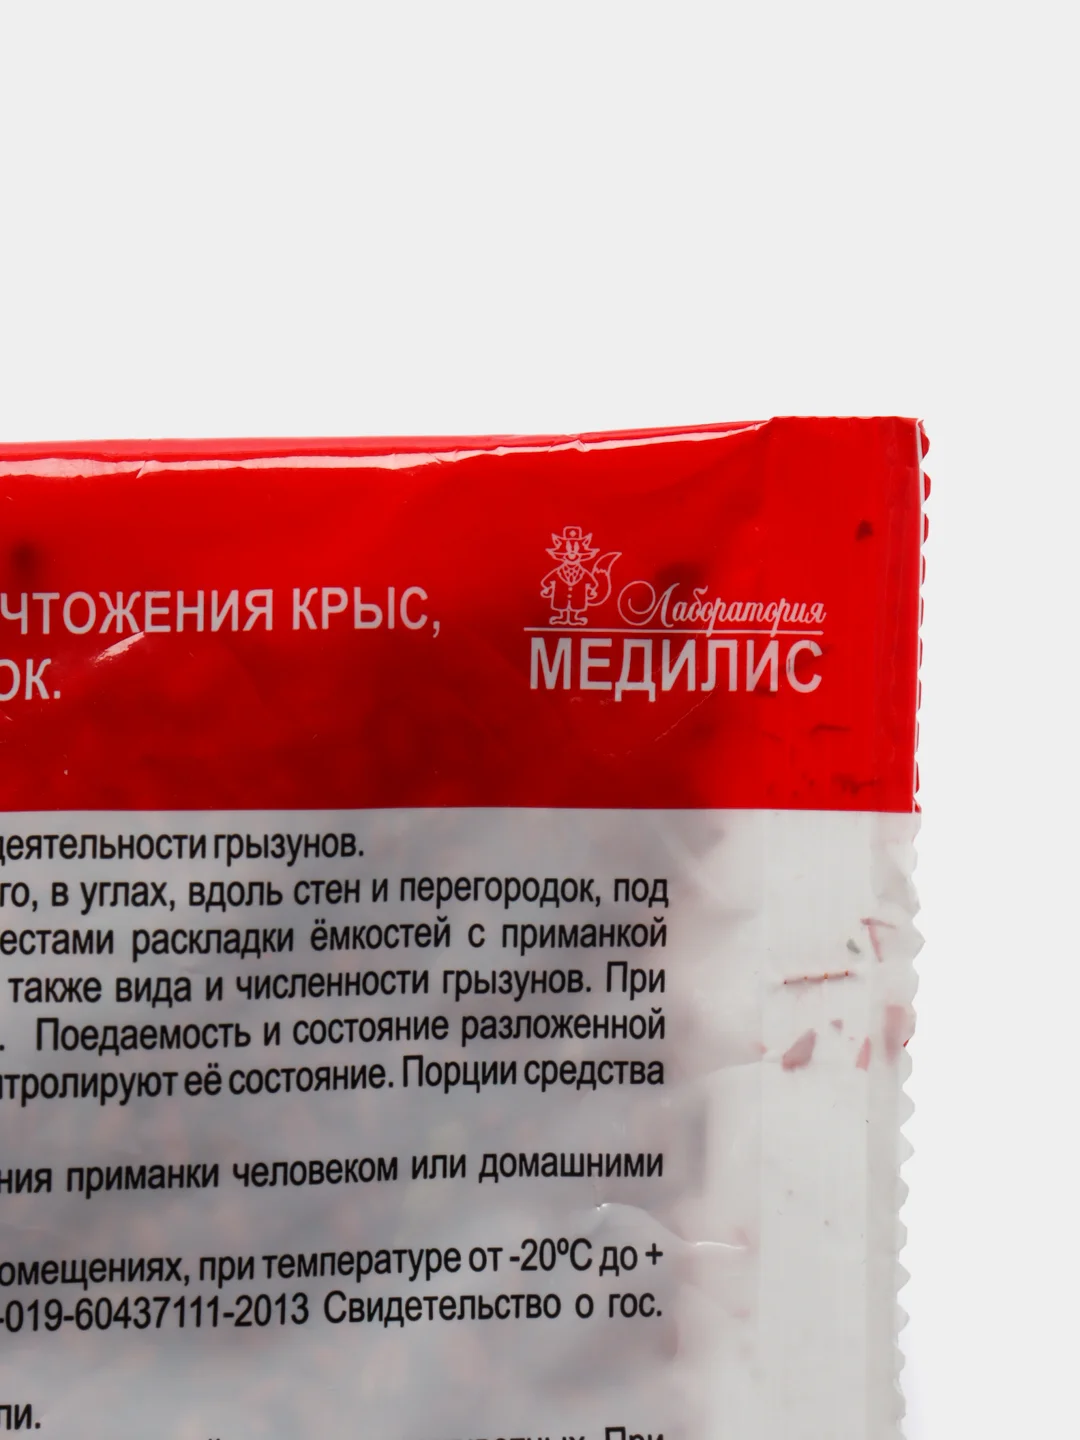 ЧТОЖЕНИЯ КРЫС,
ОК.
Лаборатория
МЕДИЛИС
деятельности грызунов.
го, в углах, вдоль стен и перегородок, под
естами раскладки ёмкостей с приманкой
также вида и численности грызунов. При
. Поедаемость и состояние разложенной
нтролируют её состояние. Порции средства
ния приманки человеком или домашними
омещениях, при температуре от -20ºС до +
-019-60437111-2013 Свидетельство о гос.
ли.
При